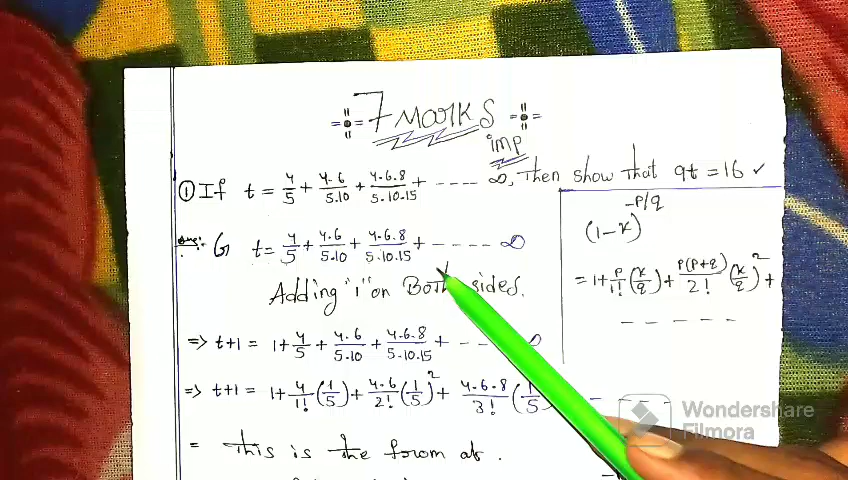 7 Marks
imp
① If t = 4/5 + 4·6/5·10 + 4·6·8/5·10·15 + ---- ∞, Then show that 9t = 16 ✓
Ans:- G t = 4/5 + 4·6/5·10 + 4·6·8/5·10·15 + ---- ∞
Adding "1" on Both sides.
⇒ t+1 = 1 + 4/5 + 4·6/5·10 + 4·6·8/5·10·15 + -- ∞
⇒ t+1 = 1 + 4/1! (1/5) + 4·6/2! (1/5)² + 4·6·8/3! (1/5)
= This is the form at.
(1-x)^-p/q
= 1 + p/1! (x/q) + p(p+q)/2! (x/q)² +
-----
Wondershare
Filmora